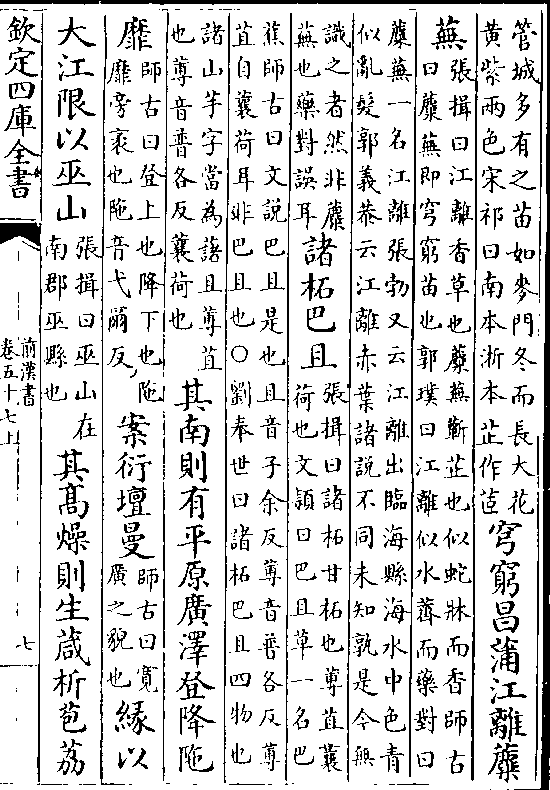 管城多有之苗如麥門冬而長大花
黃紫兩色宋祁曰南本浙本芷作茝
穹窮昌蒲江離蘪
蕪
張揖曰江離香草也蘪蕪蘄芷也似蛇牀而香師古
曰蘪蕪即穹窮苗也郭璞曰江離似水薺而藥對曰
蘪蕪一名江離張勃又云江離出臨海縣海水中色青
似亂髮郭義恭云江離赤葉諸說不同未知孰是今無
識之者然非蘪
蕪也藥對誤耳
諸柘巴且
張揖曰諸柘甘柘也蓴苴蘘
荷也文頴曰巴且草一名巴
蕉師古曰文說巴且是也且音子余反蓴音普各反蓴
苴自蘘荷耳非巴且也○劉奉世曰諸柘巴且四物也
諸山芋字當為藷且蓴苴
也蓴音普各反蘘荷也
其南則有平原廣澤登降陁
靡
師古曰登上也降下也陁
靡旁衺也陁音弋爾反
案衍壇曼
師古曰寛
廣之貌也
緣以
大江限以巫山
張揖曰巫山在
南郡巫縣也
其高燥則生葴析苞荔
欽定四庫全書
前漢書
卷五十七上
七